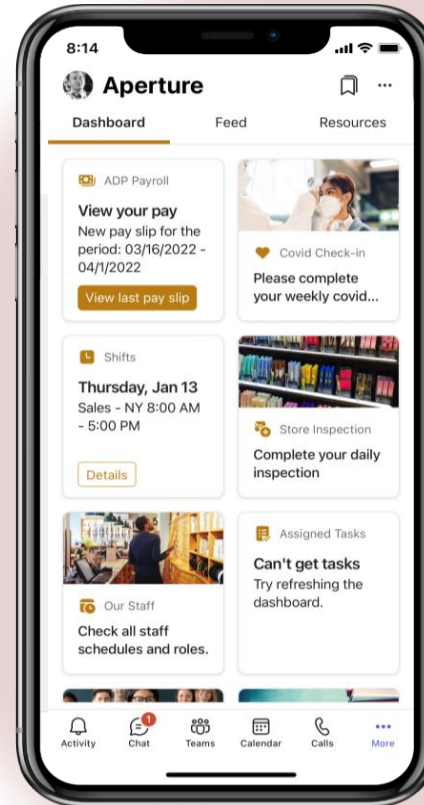 8:14
Aperture
Dashboard
Feed
Resources
ADP Payroll
View your pay
New pay slip for the
period: 03/16/2022 -
04/1/2022
View last pay slip
Covid Check-in
Please complete
your weekly covid...
Shifts
Thursday, Jan 13
Sales - NY 8:00 AM
- 5:00 PM
Details
Store Inspection
Complete your daily
inspection
Our Staff
Check all staff
schedules and roles.
Assigned Tasks
Can't get tasks
Try refreshing the
dashboard.
Activity
1
Chat
Teams
Calendar
Calls
More